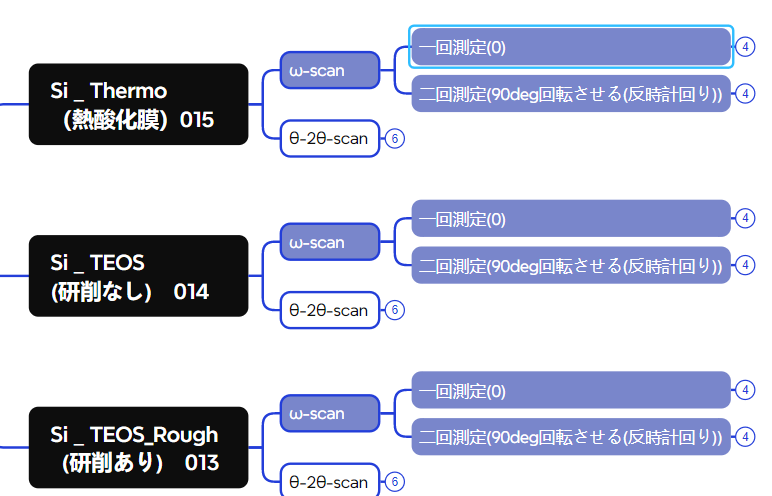 Si _ Thermo
(熱酸化膜) 015
ω-scan
一回測定(0)
4
二回測定(90deg回転させる(反時計回り))
4
θ-2θ-scan
6
Si _ TEOS
(研削なし) 014
ω-scan
一回測定(0)
4
二回測定(90deg回転させる(反時計回り))
4
θ-2θ-scan
6
Si _ TEOS_Rough
(研削あり) 013
ω-scan
一回測定(0)
4
二回測定(90deg回転させる(反時計回り))
4
θ-2θ-scan
6